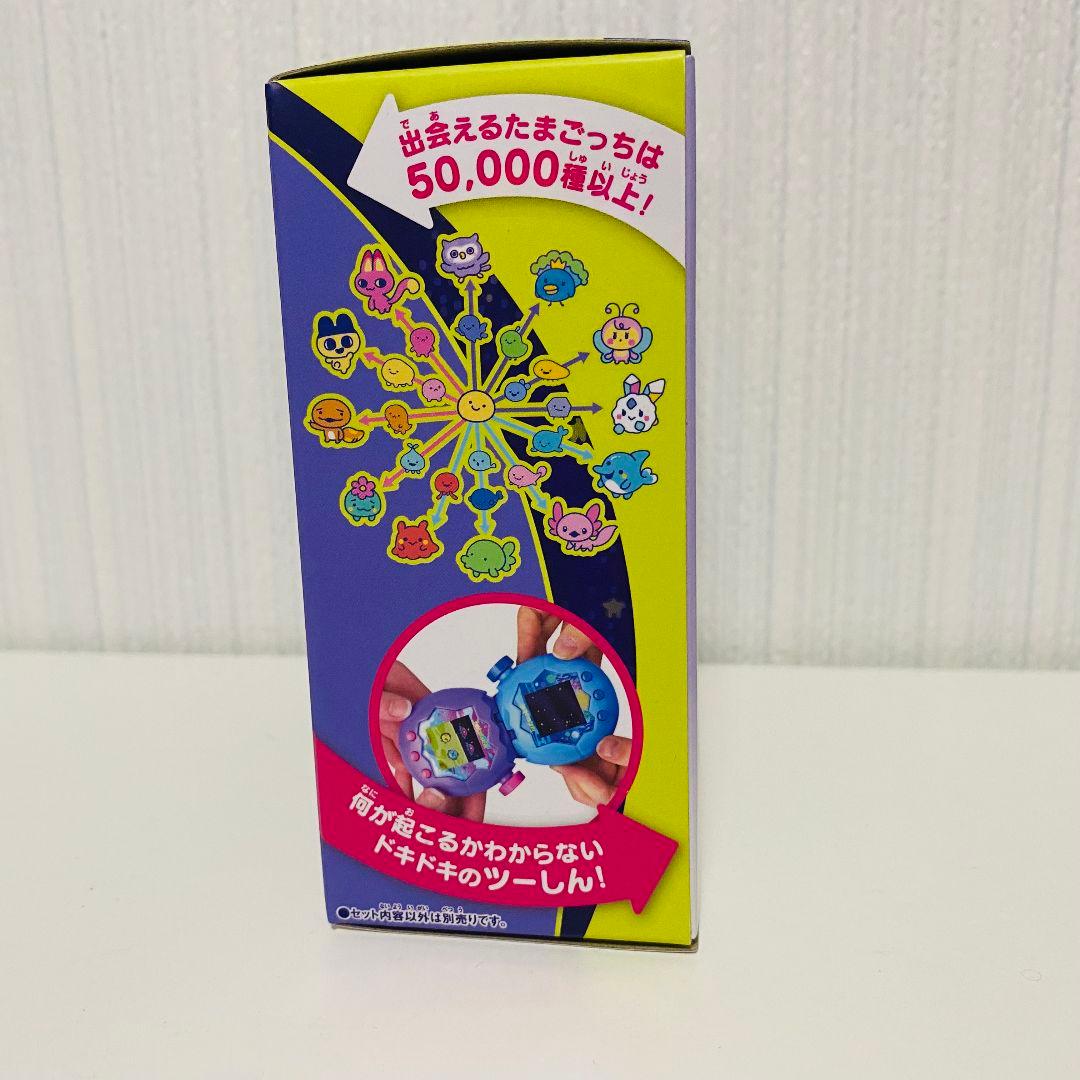 出会えるたまごっちは
50,000種以上!
何が起こるかわからない
ドキドキのツーしん!
●セット内容以外は別売りです。